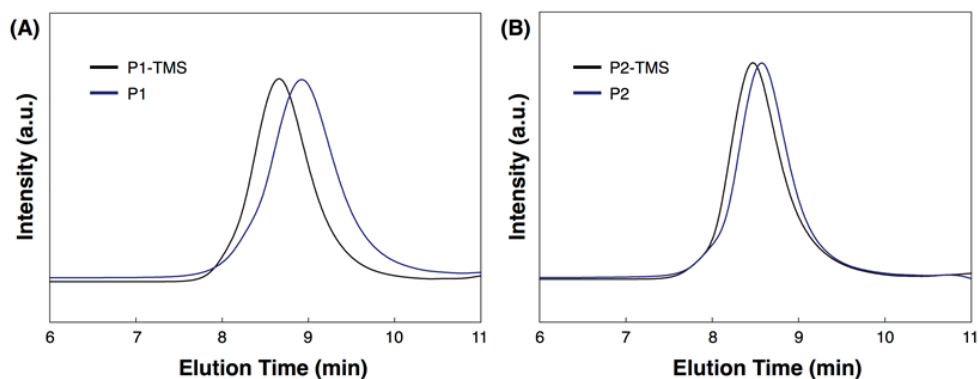 (A)
P1-TMS
P1
Intensity (a.u.)
6 7 8 9 10 11
Elution Time (min)
(B)
P2-TMS
P2
Intensity (a.u.)
6 7 8 9 10 11
Elution Time (min)